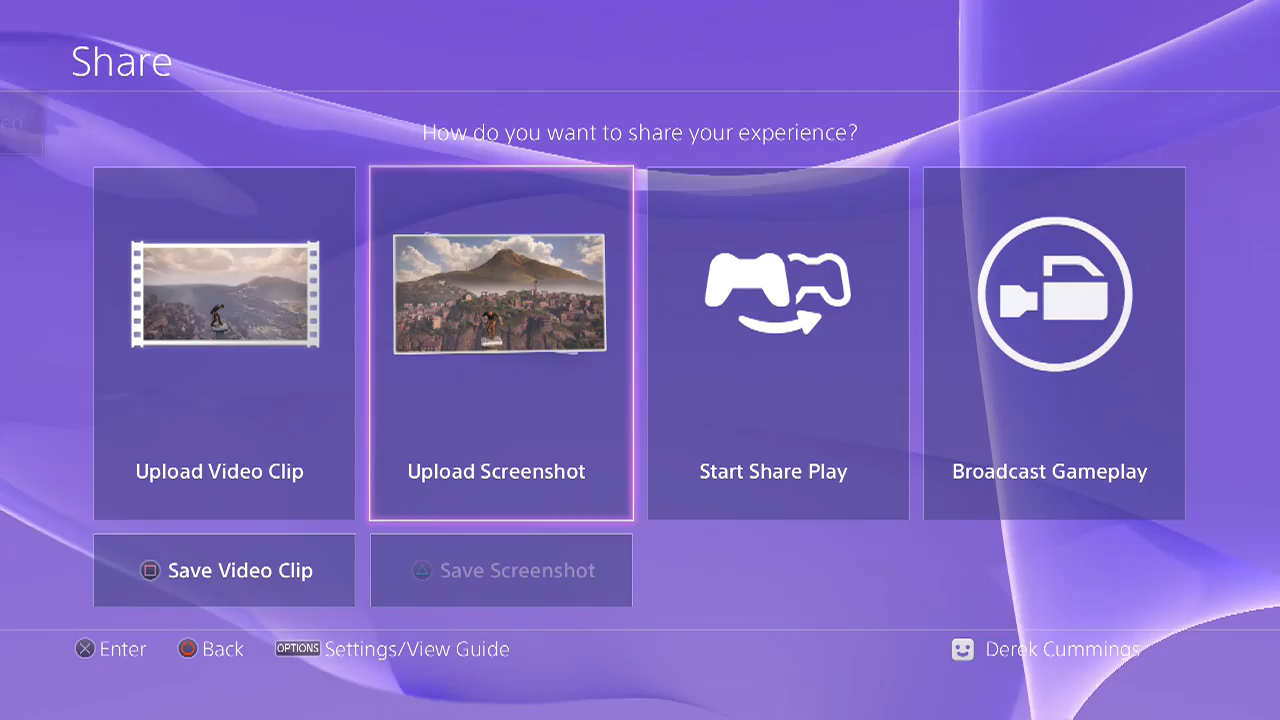 Share
How do you want to share your experience?
Upload Video Clip
Upload Screenshot
Start Share Play
Broadcast Gameplay
Save Video Clip
Save Screenshot
Enter
Back
OPTIONS Settings/View Guide
Derek Cummings